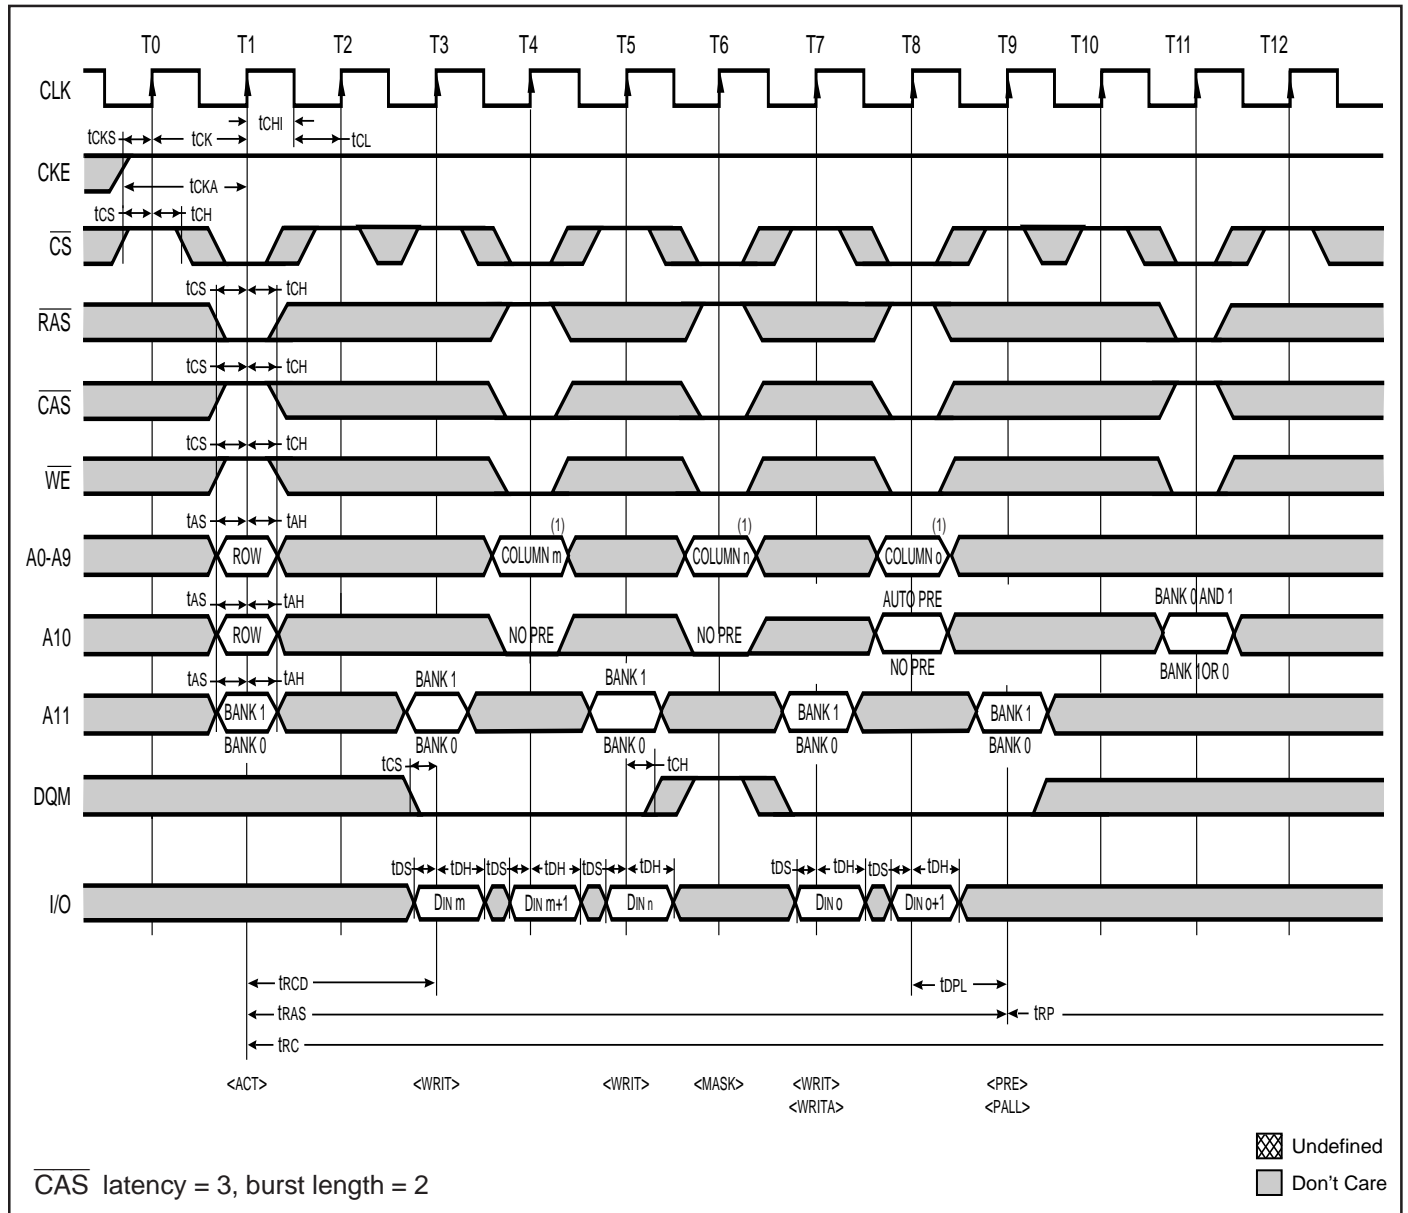 T0 T1 T2 T3 T4 T5 T6 T7 T8 T9 T10 T11 T12
CLK
tCHI
tCKS tCK tCL
CKE
tCKA
tCS tCH
CS
tCS tCH
RAS
tCS tCH
CAS
tCS tCH
WE
tAS tAH (1) (1) (1)
A0-A9 ROW COLUMN m COLUMN n COLUMN o
tAS tAH AUTO PRE BANK 0 AND 1
A10 ROW NO PRE NO PRE
NO PRE BANK 1 OR 0
tAS tAH BANK 1 BANK 1
A11 BANK 1 BANK 1 BANK 1
BANK 0 BANK 0 BANK 0 BANK 0 BANK 0
tCS tCH
DQM
tDS tDH tDS tDH tDS tDH tDS tDH tDS tDH
I/O DIN m DIN m+1 DIN n DIN o DIN o+1
tRCD tDPL
tRAS tRP
tRC
<ACT> <WRIT> <WRIT> <MASK> <WRIT> <PRE>
<WRITA> <PALL>
Undefined
CAS latency = 3, burst length = 2
Don't Care